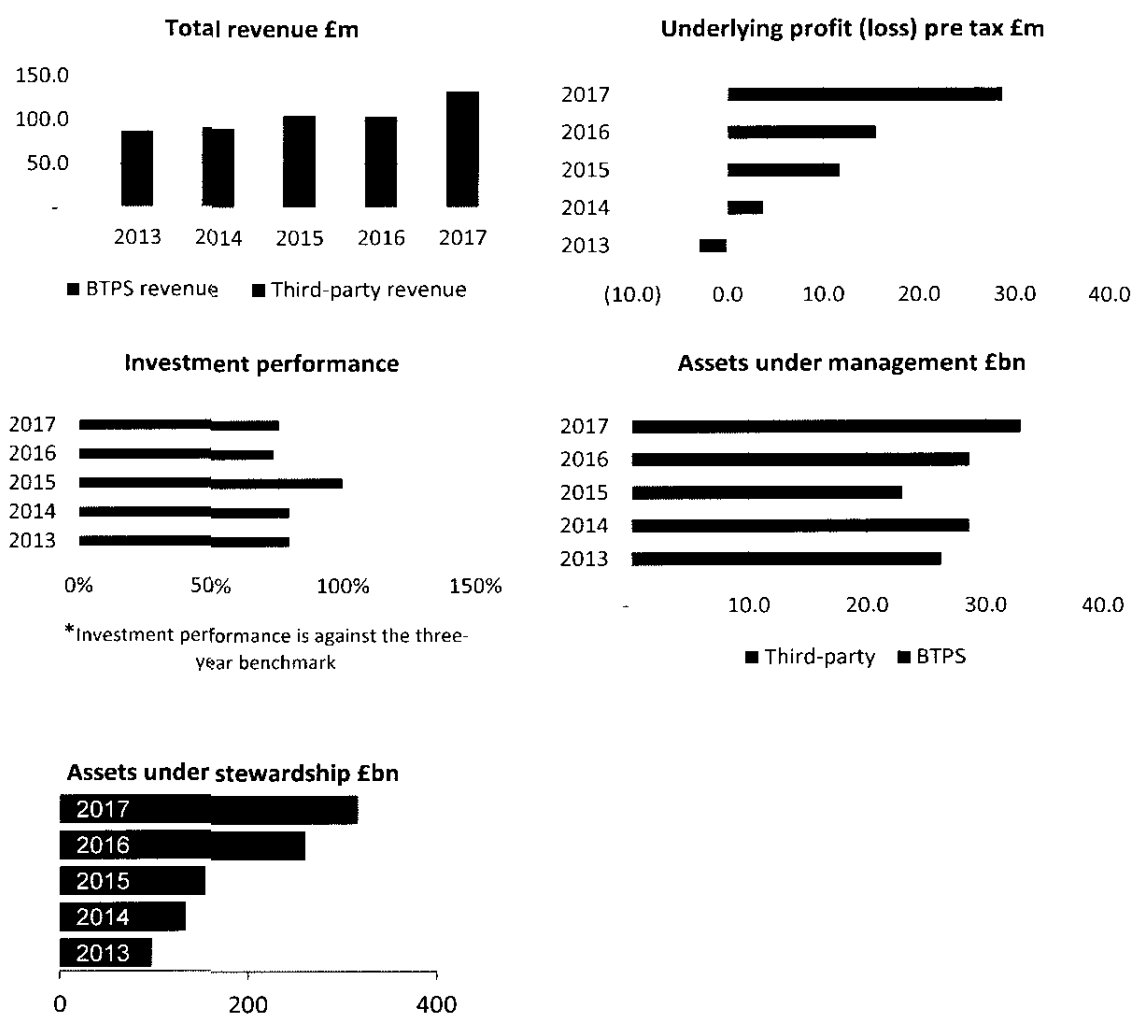 Total revenue £m
150.0
100.0
50.0
-
2013 2014 2015 2016 2017
■ BTPS revenue ■ Third-party revenue
Underlying profit (loss) pre tax £m
2017
2016
2015
2014
2013
(10.0) 0.0 10.0 20.0 30.0 40.0
Investment performance
2017
2016
2015
2014
2013
0% 50% 100% 150%
*Investment performance is against the three-
year benchmark
Assets under management £bn
2017
2016
2015
2014
2013
- 10.0 20.0 30.0 40.0
■ Third-party ■ BTPS
Assets under stewardship £bn
2017
2016
2015
2014
2013
0 200 400